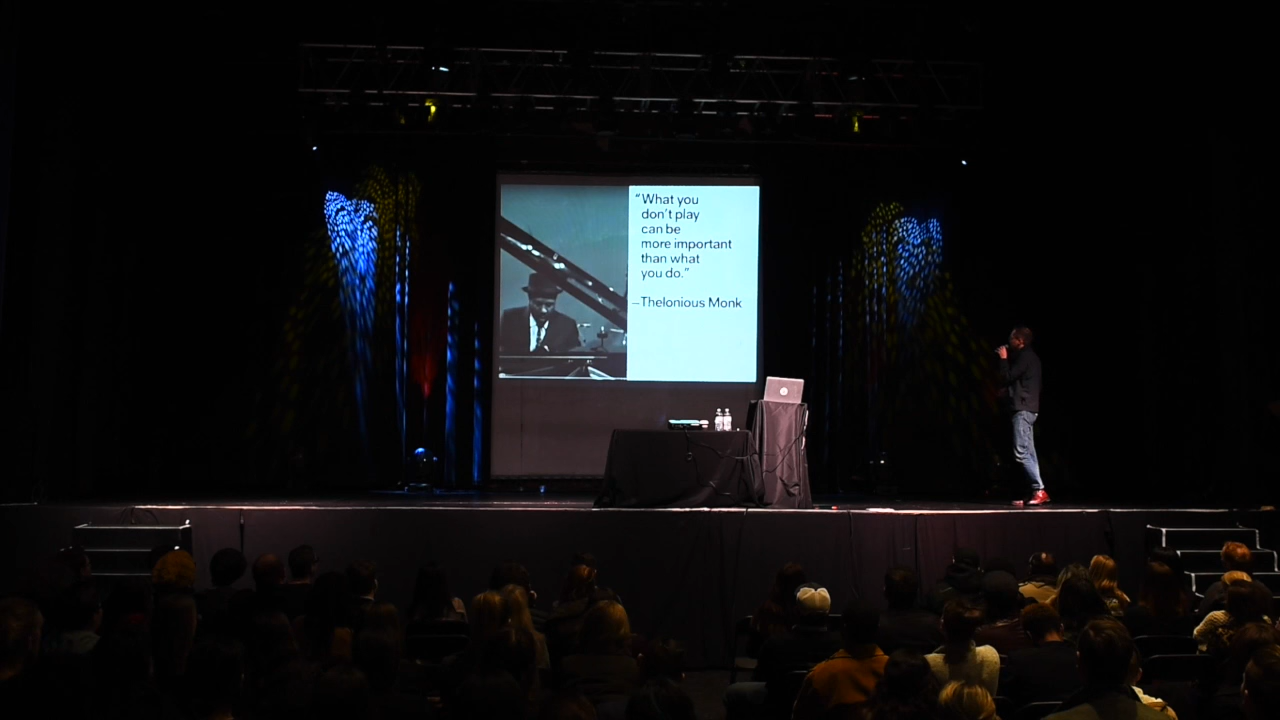 “What you
don’t play
can be
more important
than what
you do.”
–Thelonious Monk